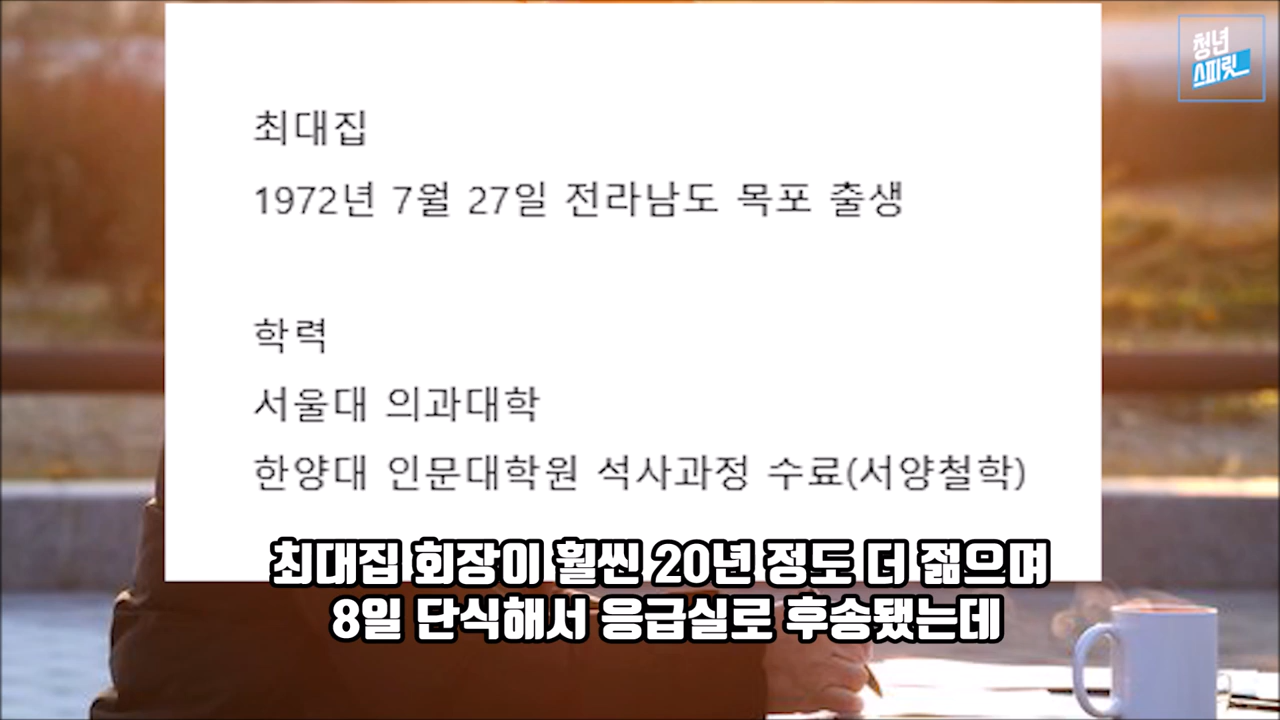 청년
스피릿
최대집
1972년 7월 27일 전라남도 목포 출생
학력
서울대 의과대학
한양대 인문대학원 석사과정 수료(서양철학)
최대집 회장이 훨씬 20년 정도 더 젊으며
8일 단식해서 응급실로 후송됐는데